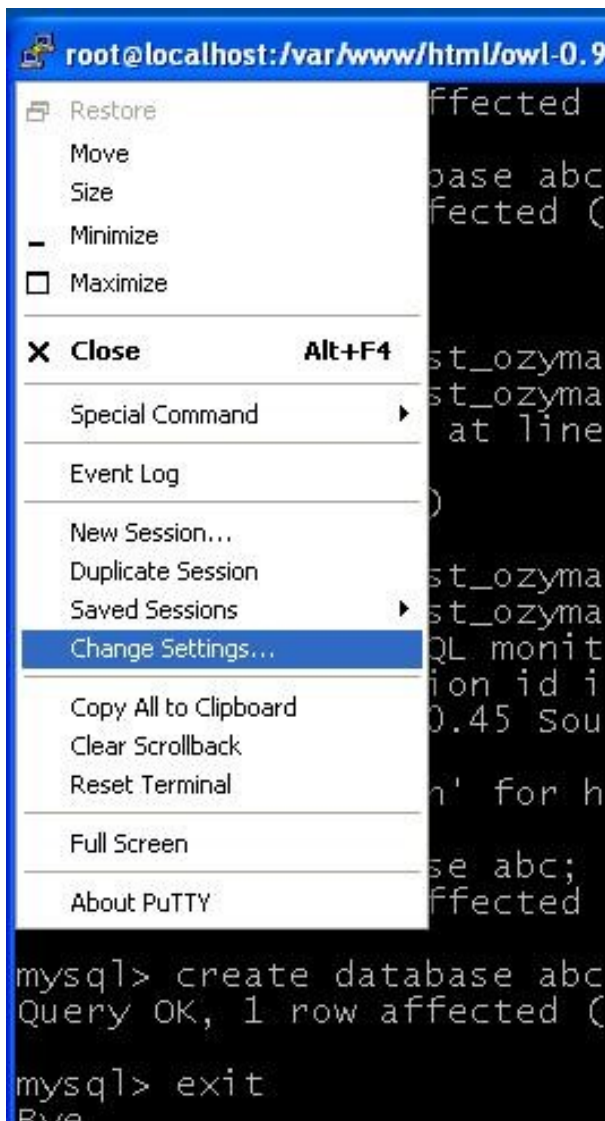 root@localhost:/var/www/html/owl-0.9
Restore
Move
Size
Minimize
Maximize
Close Alt+F4
Special Command
Event Log
New Session...
Duplicate Session
Saved Sessions
Change Settings...
Copy All to Clipboard
Clear Scrollback
Reset Terminal
Full Screen
About PuTTY
ffected
base abc
fected (
st_ozyma
st_ozyma
at line
)
st_ozyma
st_ozyma
QL monit
ion id i
0.45 Sou
' for h
se abc;
ffected
mysql> create database abc
Query OK, 1 row affected (
mysql> exit
Bye